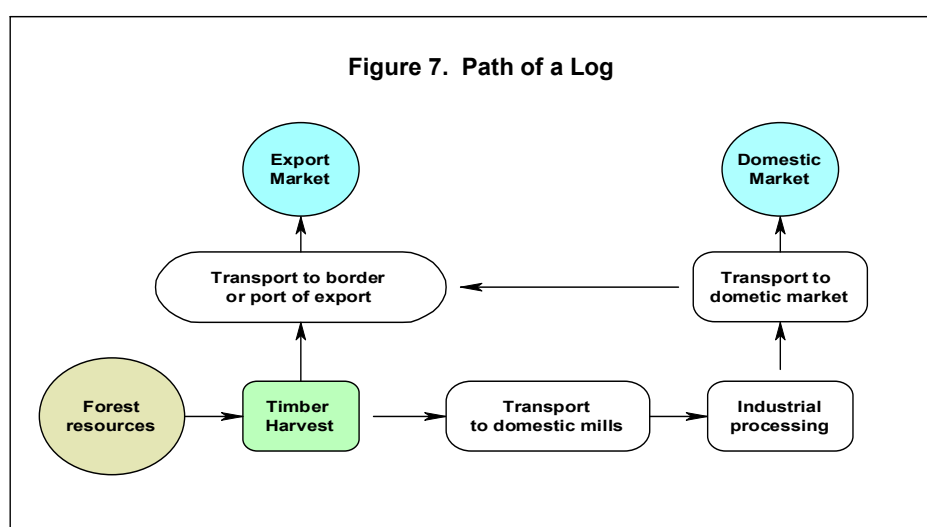 Figure 7. Path of a Log
Export
Market
Domestic
Market
Transport to border
or port of export
Transport to
dometic market
Forest
resources
Timber
Harvest
Transport
to domestic mills
Industrial
processing